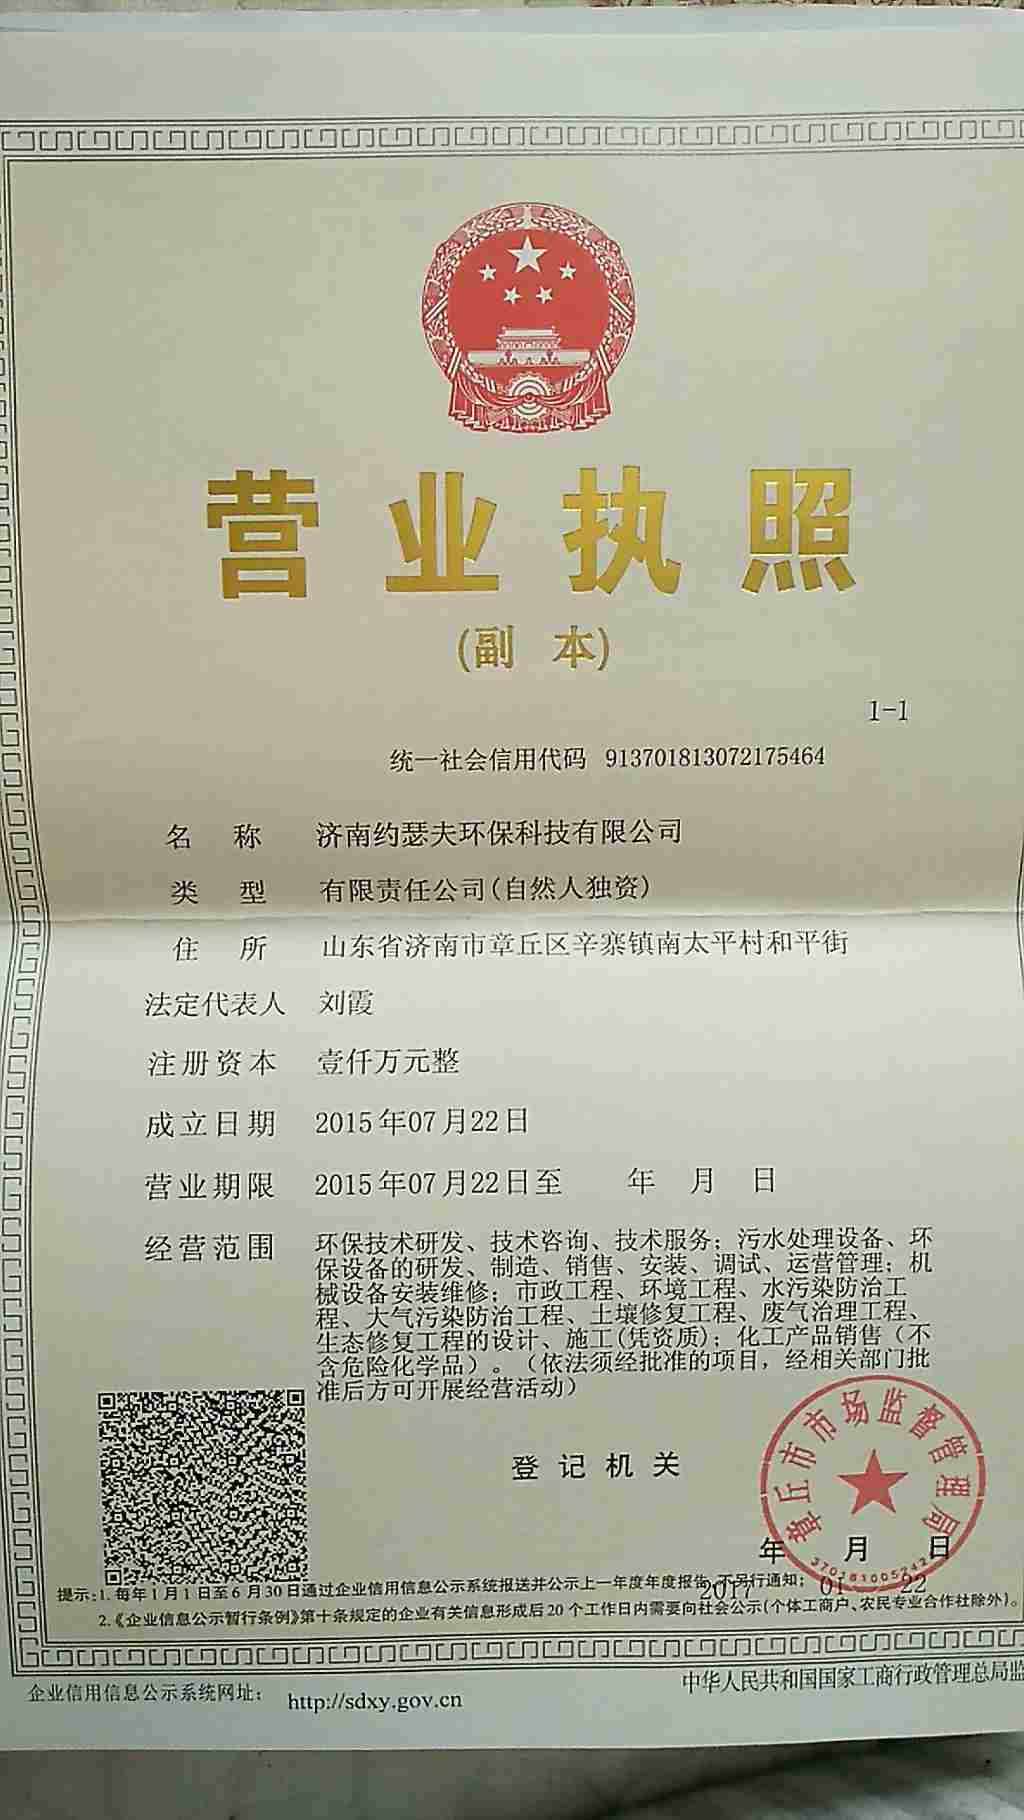 营业执照
(副 本)
1-1
统一社会信用代码 913701813072175464
名 称 济南约瑟夫环保科技有限公司
类 型 有限责任公司(自然人独资)
住 所 山东省济南市章丘区辛寨镇南太平村和平街
法定代表人 刘霞
注册资本 壹仟万元整
成立日期 2015年07月22日
营业期限 2015年07月22日至 年 月 日
经营范围 环保技术研发、技术咨询、技术服务；污水处理设备、环
保设备的研发、制造、销售、安装、调试、运营管理；机
械设备安装维修；市政工程、环境工程、水污染防治工
程、大气污染防治工程、土壤修复工程、废气治理工程、
生态修复工程的设计、施工(凭资质)；化工产品销售（不
含危险化学品）。（依法须经批准的项目，经相关部门批
准后方可开展经营活动）
章丘市市场监督管理局
登记机关
年 月 日
3701810052
提示：1. 每年1月1日至6月30日通过企业信用信息公示系统报送并公示上一年度年度报告，不另行通知；
2017 01 22
2.《企业信息公示暂行条例》第十条规定的企业有关信息形成后20个工作日内需要向社会公示(个体工商户、农民专业合作社除外)。
企业信用信息公示系统网址： http://sdxy.gov.cn
中华人民共和国国家工商行政管理总局监